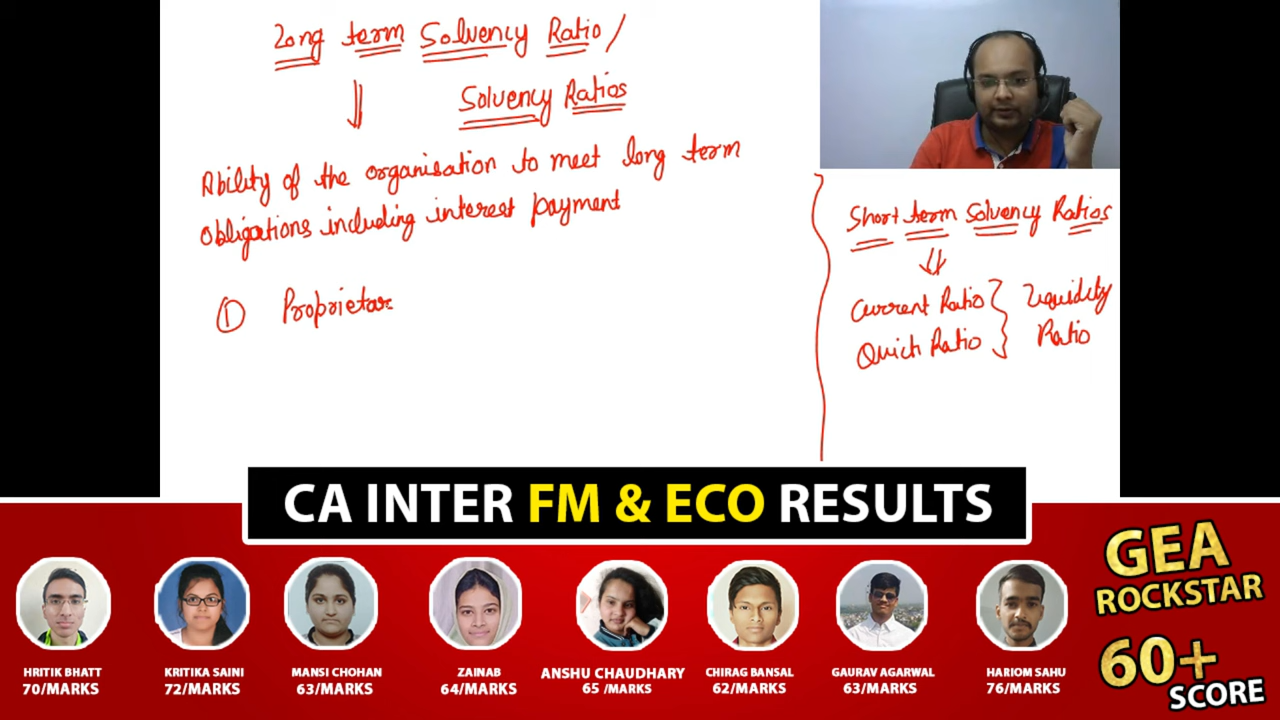 Long term Solvency Ratio/
Solvency Ratios
Ability of the organisation to meet long term
obligations including interest payment
① Proprietar
Short term Solvency Ratios
Current Ratio
Quick Ratio
Liquidity
Ratio
CA INTER FM & ECO RESULTS
HRITIK BHATT
70/MARKS
KRITIKA SAINI
72/MARKS
MANSI CHOHAN
63/MARKS
ZAINAB
64/MARKS
ANSHU CHAUDHARY
65 /MARKS
CHIRAG BANSAL
62/MARKS
GAURAV AGARWAL
63/MARKS
HARIOM SAHU
76/MARKS
GEA
ROCKSTAR
60+
SCORE